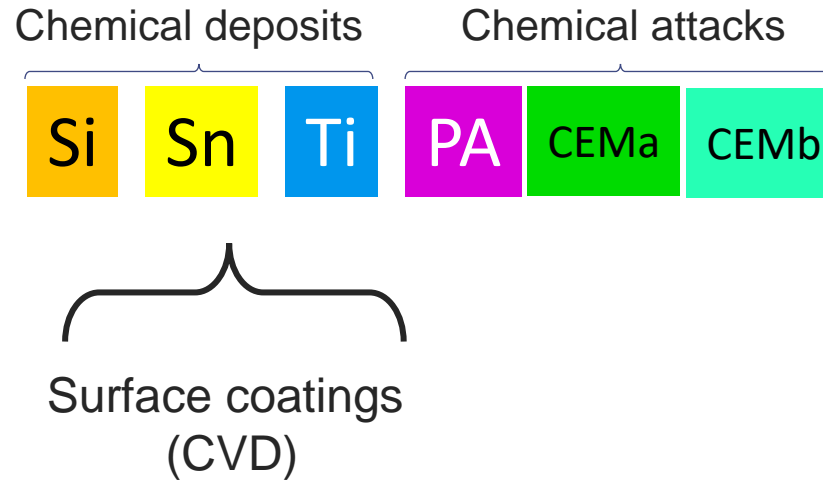 Chemical deposits Chemical attacks
Si Sn Ti PA CEMa CEMb
Surface coatings
(CVD)